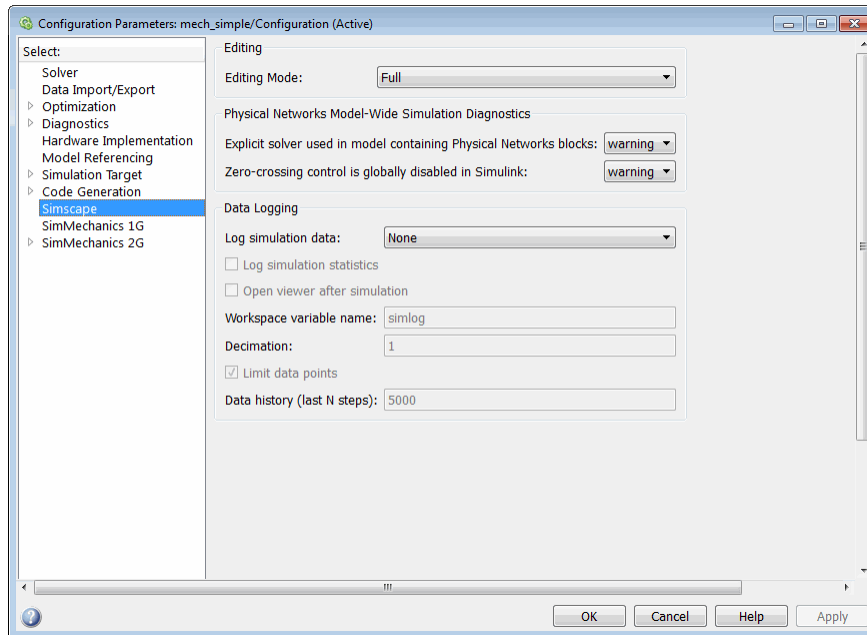 Configuration Parameters: mech_simple/Configuration (Active)
Select:
Solver
Data Import/Export
Optimization
Diagnostics
Hardware Implementation
Model Referencing
Simulation Target
Code Generation
Simscape
SimMechanics 1G
SimMechanics 2G
Editing
Editing Mode: Full
Physical Networks Model-Wide Simulation Diagnostics
Explicit solver used in model containing Physical Networks blocks: warning
Zero-crossing control is globally disabled in Simulink: warning
Data Logging
Log simulation data: None
Log simulation statistics
Open viewer after simulation
Workspace variable name: simlog
Decimation: 1
Limit data points
Data history (last N steps): 5000
OK Cancel Help Apply